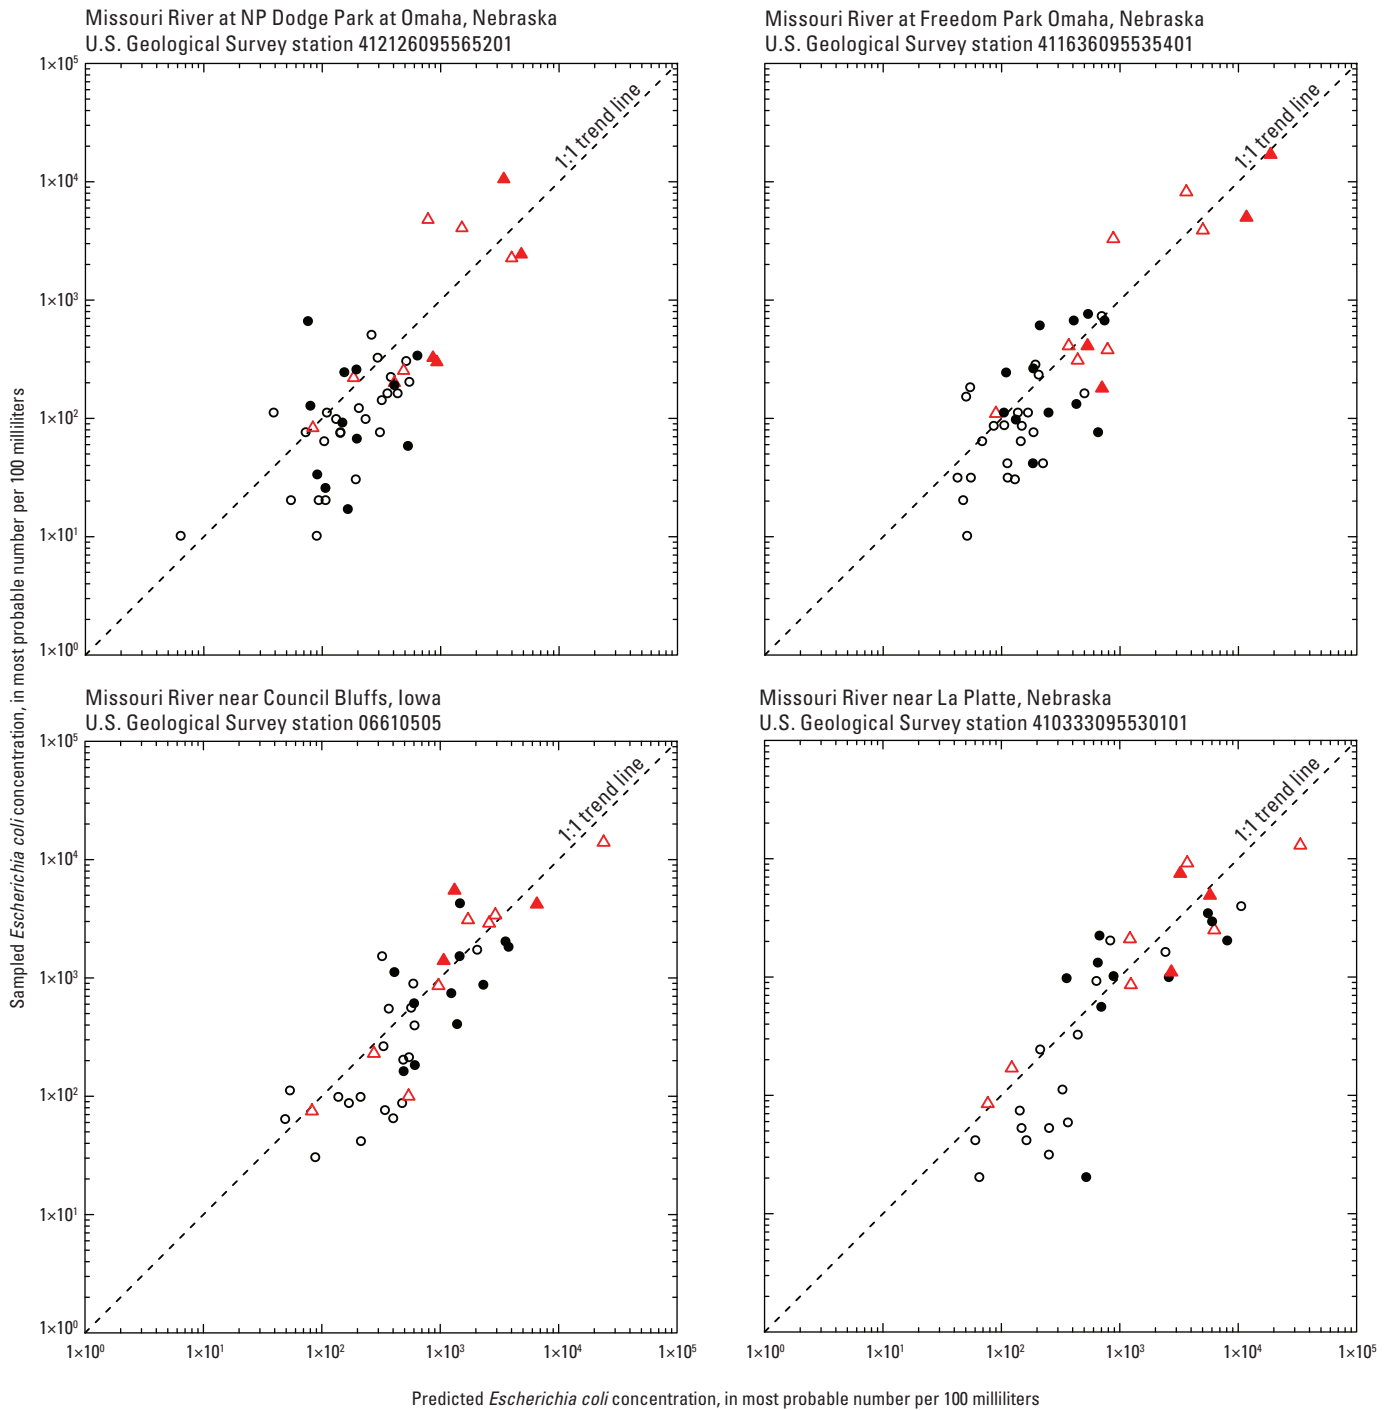 Missouri River at NP Dodge Park at Omaha, Nebraska
U.S. Geological Survey station 412126095565201
1×10⁵
1×10⁴
1×10³
1×10²
1×10¹
1×10⁰
1:1 trend line
Missouri River at Freedom Park Omaha, Nebraska
U.S. Geological Survey station 411636095535401
1:1 trend line
Sampled Escherichia coli concentration, in most probable number per 100 milliliters
Missouri River near Council Bluffs, Iowa
U.S. Geological Survey station 06610505
1×10⁵
1×10⁴
1×10³
1×10²
1×10¹
1×10⁰
1:1 trend line
1×10⁰ 1×10¹ 1×10² 1×10³ 1×10⁴ 1×10⁵
Missouri River near La Platte, Nebraska
U.S. Geological Survey station 410333095530101
1:1 trend line
1×10⁰ 1×10¹ 1×10² 1×10³ 1×10⁴ 1×10⁵
Predicted Escherichia coli concentration, in most probable number per 100 milliliters